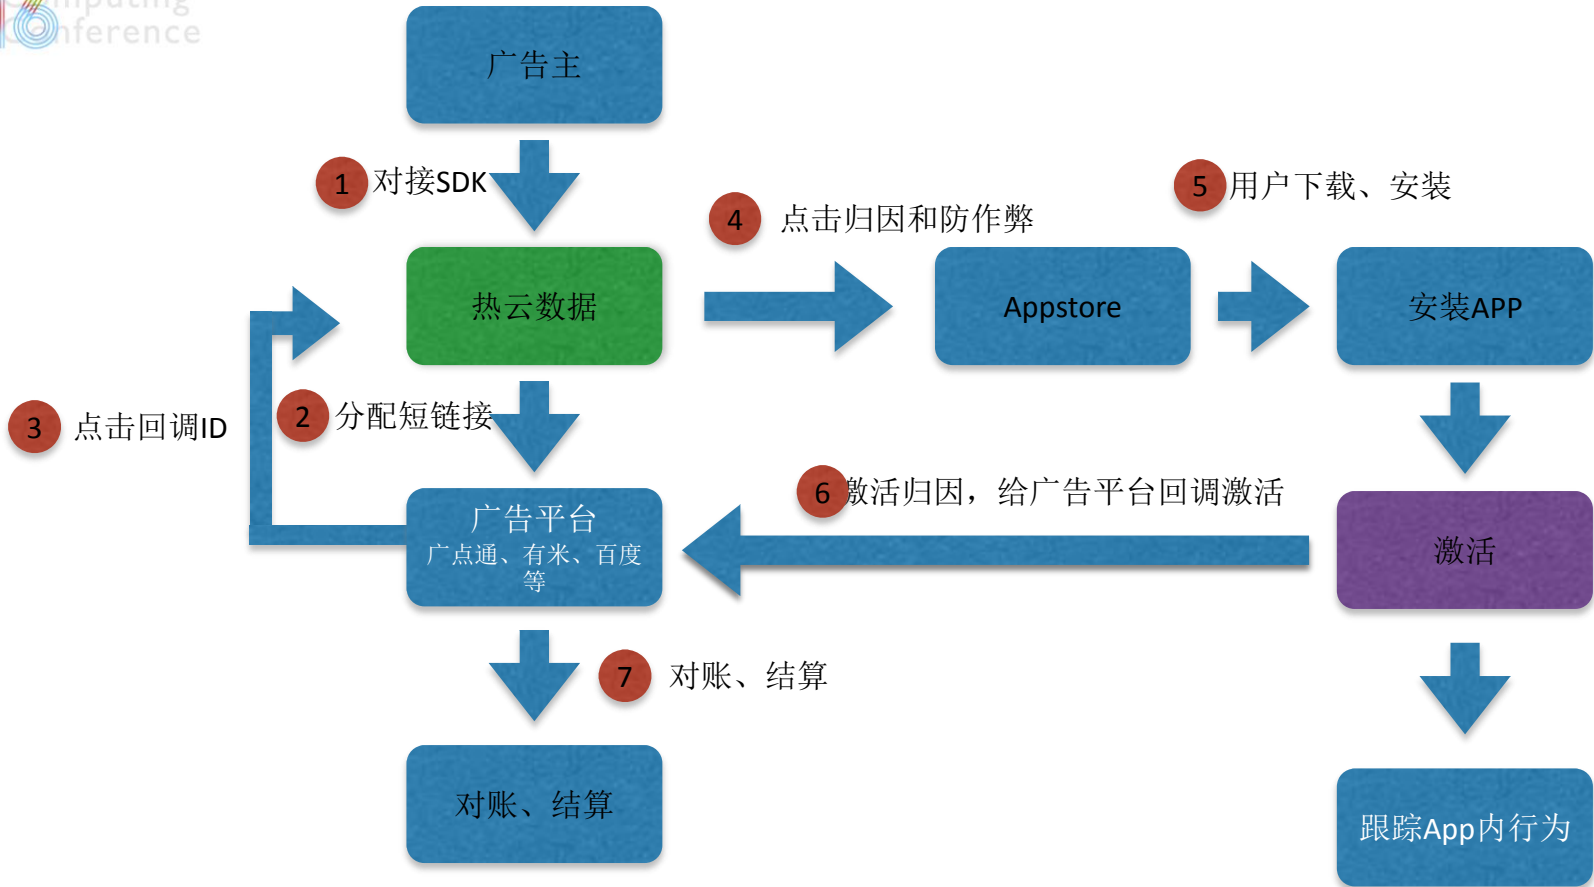 Computing
Conference
广告主
1 对接SDK
5 用户下载、安装
4 点击归因和防作弊
热云数据
Appstore
安装APP
2 分配短链接
3 点击回调ID
6 激活归因，给广告平台回调激活
广告平台
广点通、有米、百度
等
激活
7 对账、结算
对账、结算
跟踪App内行为